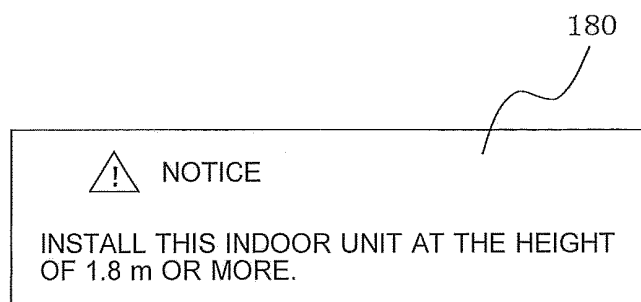 180
! NOTICE
INSTALL THIS INDOOR UNIT AT THE HEIGHT
OF 1.8 m OR MORE.